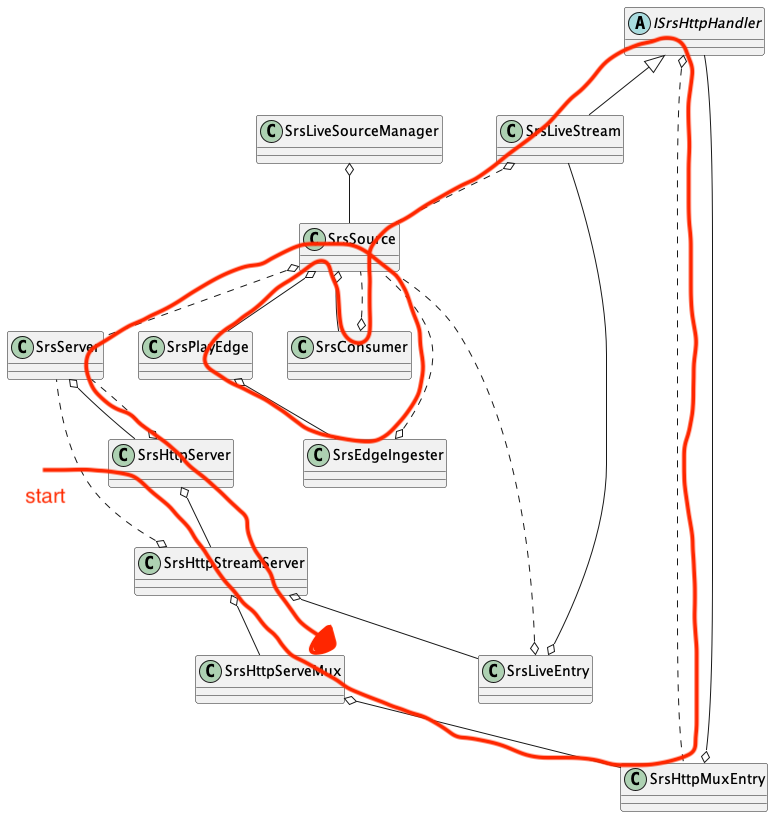 A ISrsHttpHandler
C SrsLiveSourceManager
C SrsLiveStream
C SrsSource
C SrsServer
C SrsPlayEdge
C SrsConsumer
C SrsHttpServer
C SrsEdgeIngester
start
C SrsHttpStreamServer
C SrsHttpServeMux
C SrsLiveEntry
C SrsHttpMuxEntry